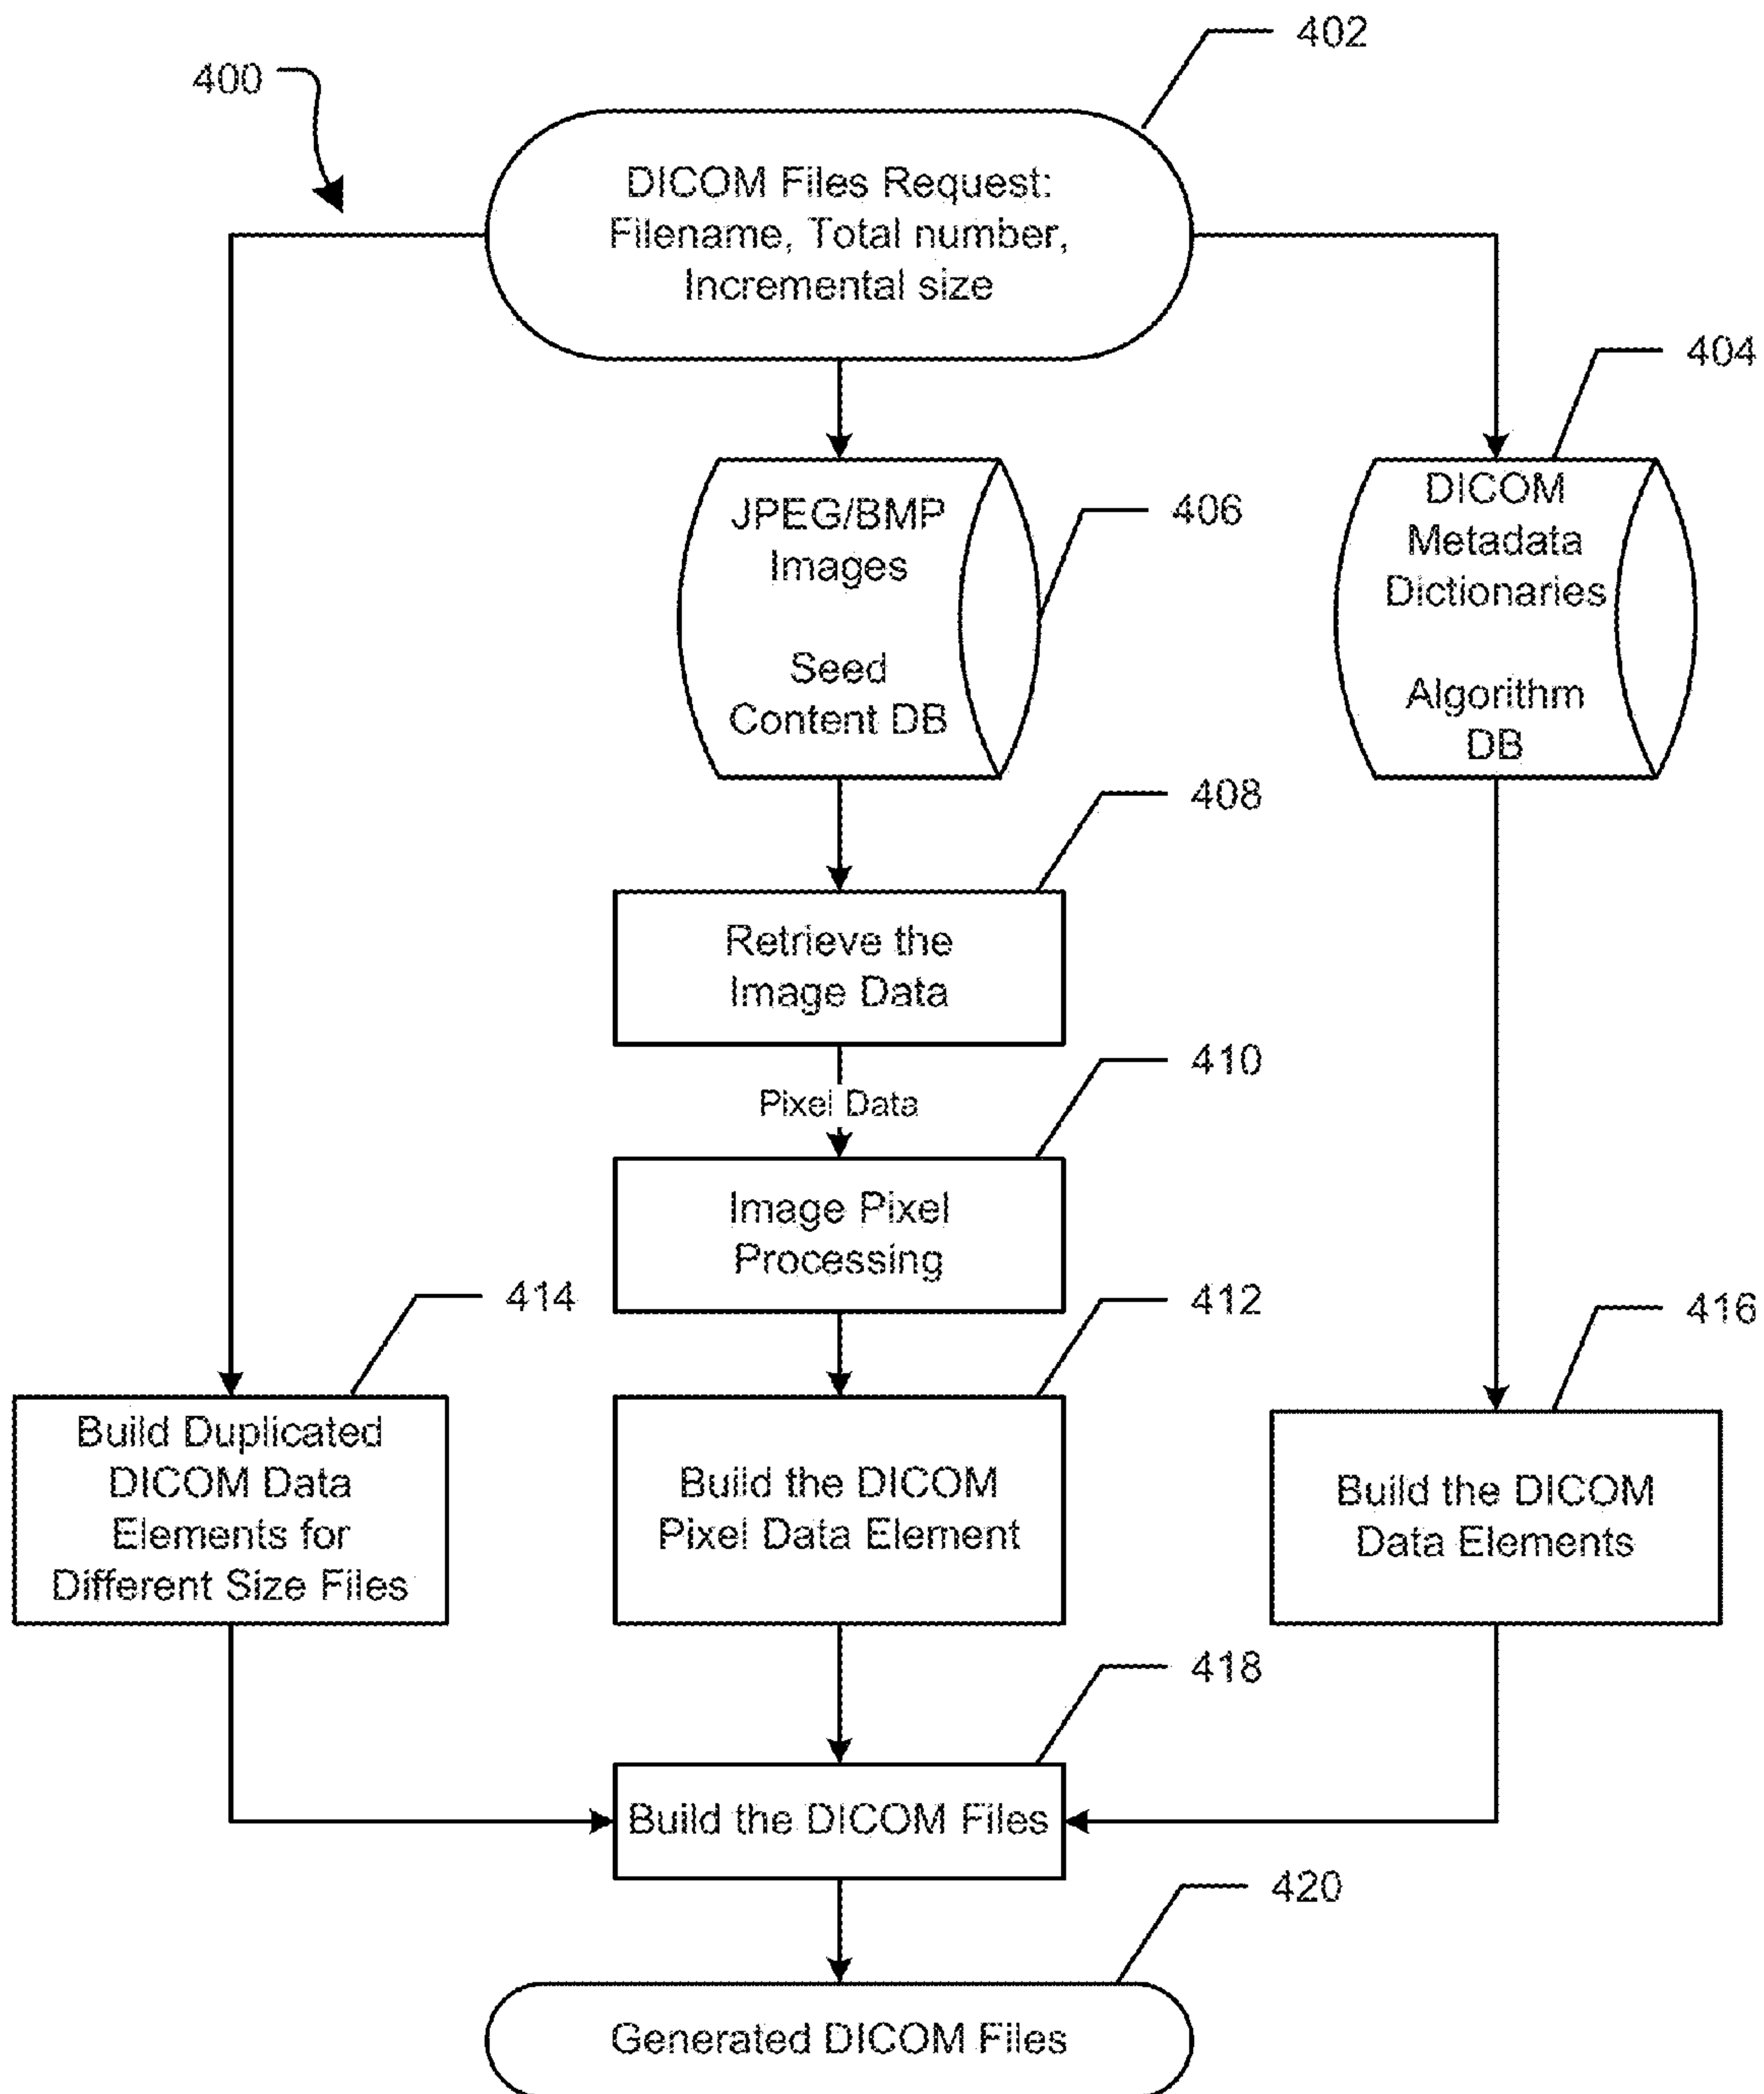 402
400
DICOM Files Request:
Filename, Total number,
Incremental size
404
JPEG/BMP
Images
Seed
Content DB
406
DICOM
Metadata
Dictionaries
Algorithm
DB
408
Retrieve the
Image Data
410
Pixel Data
Image Pixel
Processing
414
412
416
Build Duplicated
DICOM Data
Elements for
Different Size Files
Build the DICOM
Pixel Data Element
Build the DICOM
Data Elements
418
Build the DICOM Files
420
Generated DICOM Files